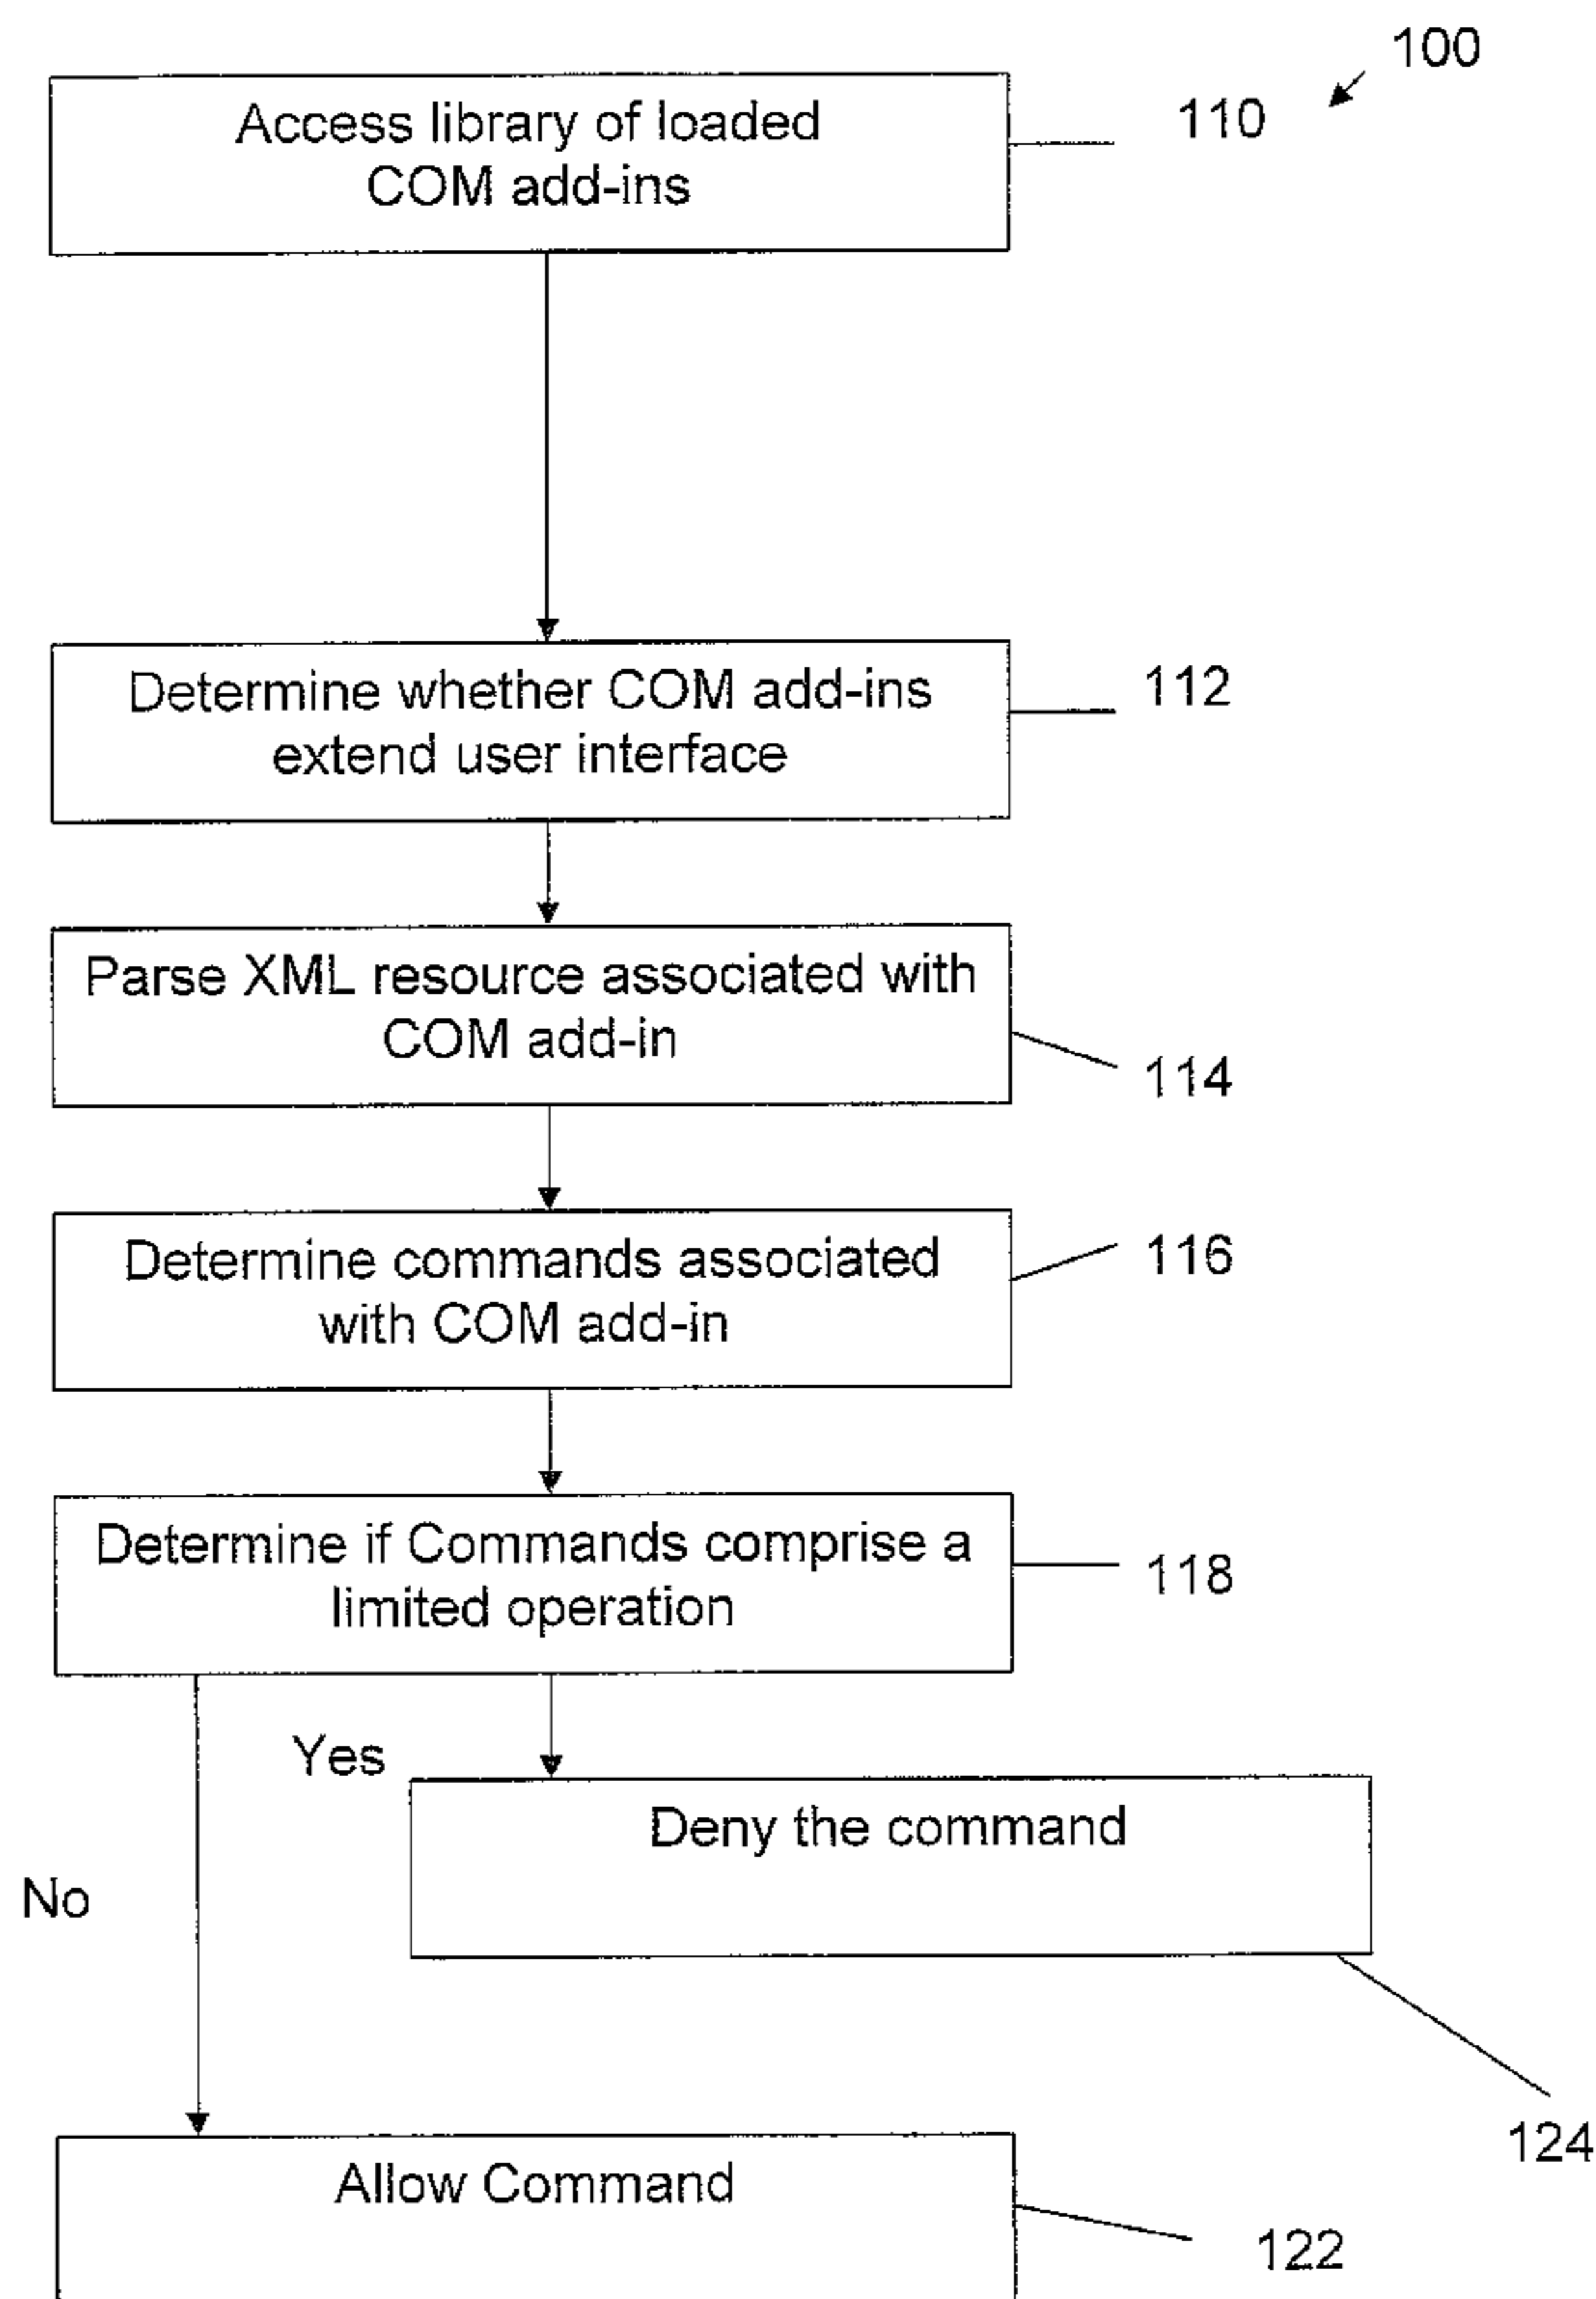 100
Access library of loaded
COM add-ins
110
Determine whether COM add-ins
extend user interface
112
Parse XML resource associated with
COM add-in
114
Determine commands associated
with COM add-in
116
Determine if Commands comprise a
limited operation
118
Yes
Deny the command
No
124
Allow Command
122